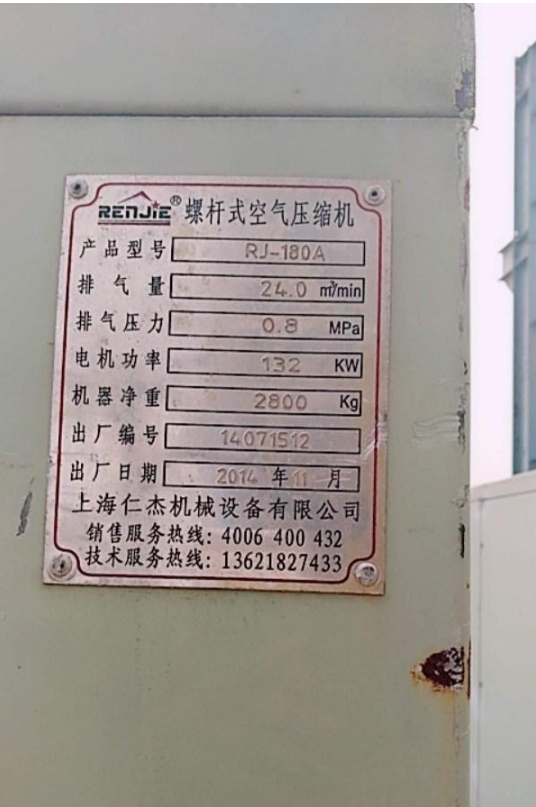 RENJIE® 螺杆式空气压缩机
产品型号 RJ-180A
排气量 24.0 m³/min
排气压力 0.8 MPa
电机功率 132 KW
机器净重 2800 Kg
出厂编号 14071512
出厂日期 2014 年 11 月
上海仁杰机械设备有限公司
销售服务热线: 4006 400 432
技术服务热线: 13621827433